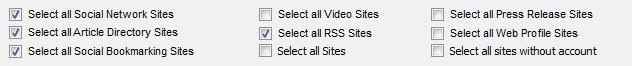 Select all Social Network Sites
Select all Video Sites
Select all Press Release Sites
Select all Article Directory Sites
Select all RSS Sites
Select all Web Profile Sites
Select all Social Bookmarking Sites
Select all Sites
Select all sites without account